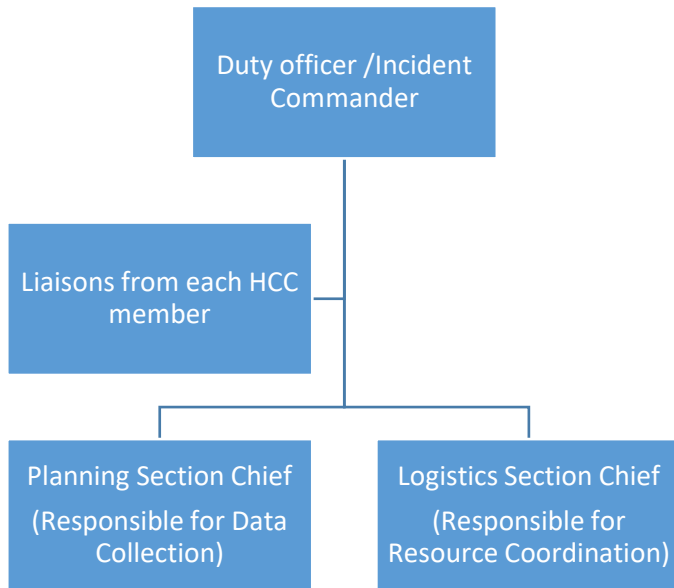 Duty officer /Incident
Commander
Liaisons from each HCC
member
Planning Section Chief
(Responsible for Data
Collection)
Logistics Section Chief
(Responsible for
Resource Coordination)